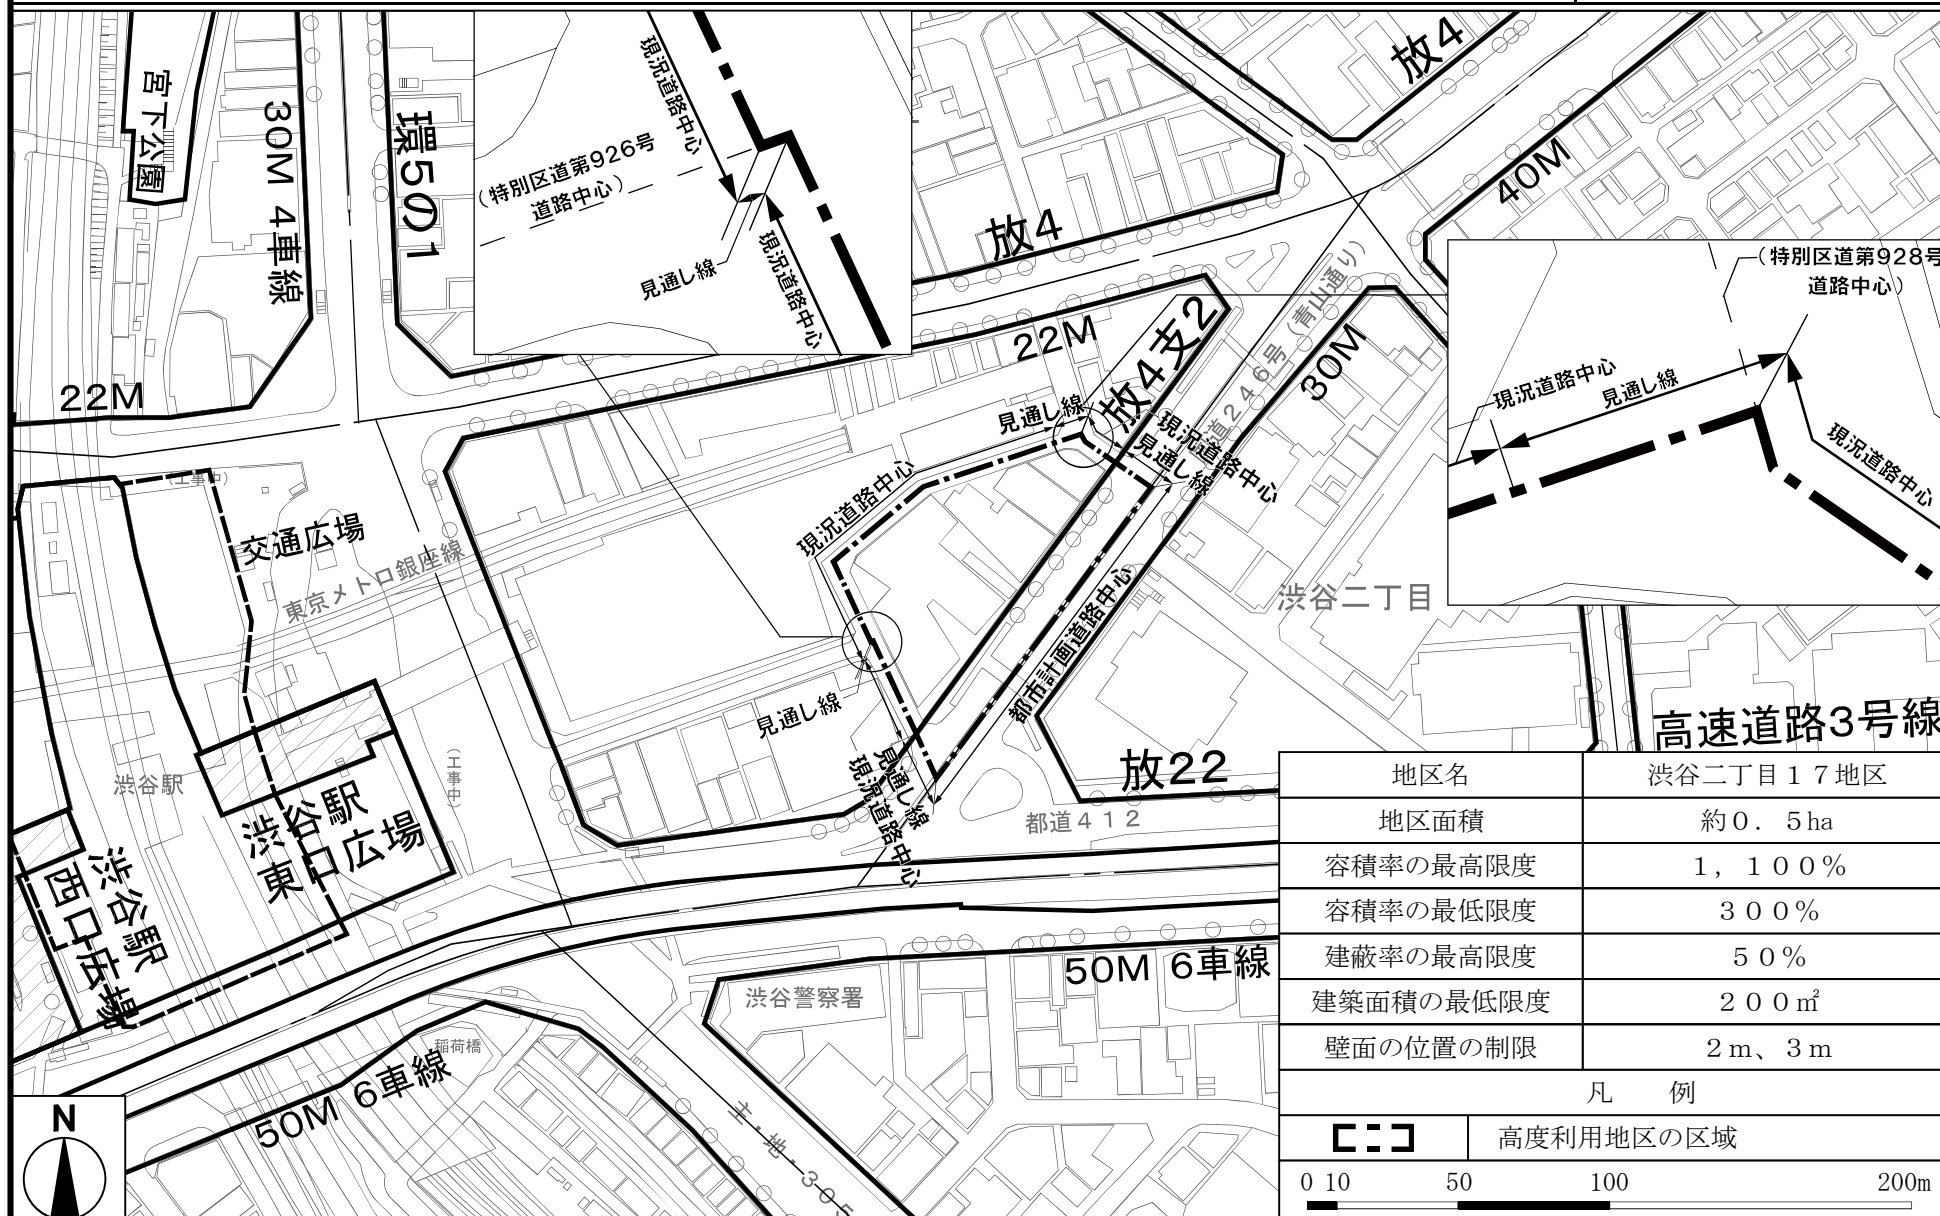 宮下公園
30M 4車線
環5の1
現況道路中心
(特別区道第926号
道路中心)
見通し線
現況道路中心
放4
放4
40M
22M
22M
放4支2
道246号(青山通り)
30M
(特別区道第928号
道路中心)
現況道路中心
見通し線
現況道路中心
見通し線
現況道路中心
見通し線
現況道路中心
(工事中)
交通広場
東京メトロ銀座線
渋谷二丁目
都市計画道路中心
見通し線
見通し線
現況道路中心
渋谷駅
(工事中)
渋谷駅
東口広場
渋谷駅
西口広場
放22
都道412
高速道路3号線
50M 6車線
渋谷警察署
稲荷橋
50M 6車線
主・地・305
N
地区名 渋谷二丁目17地区
地区面積 約0.5ha
容積率の最高限度 1,100%
容積率の最低限度 300%
建蔽率の最高限度 50%
建築面積の最低限度 200㎡
壁面の位置の制限 2m、3m
凡 例
高度利用地区の区域
0 10 50 100 200m